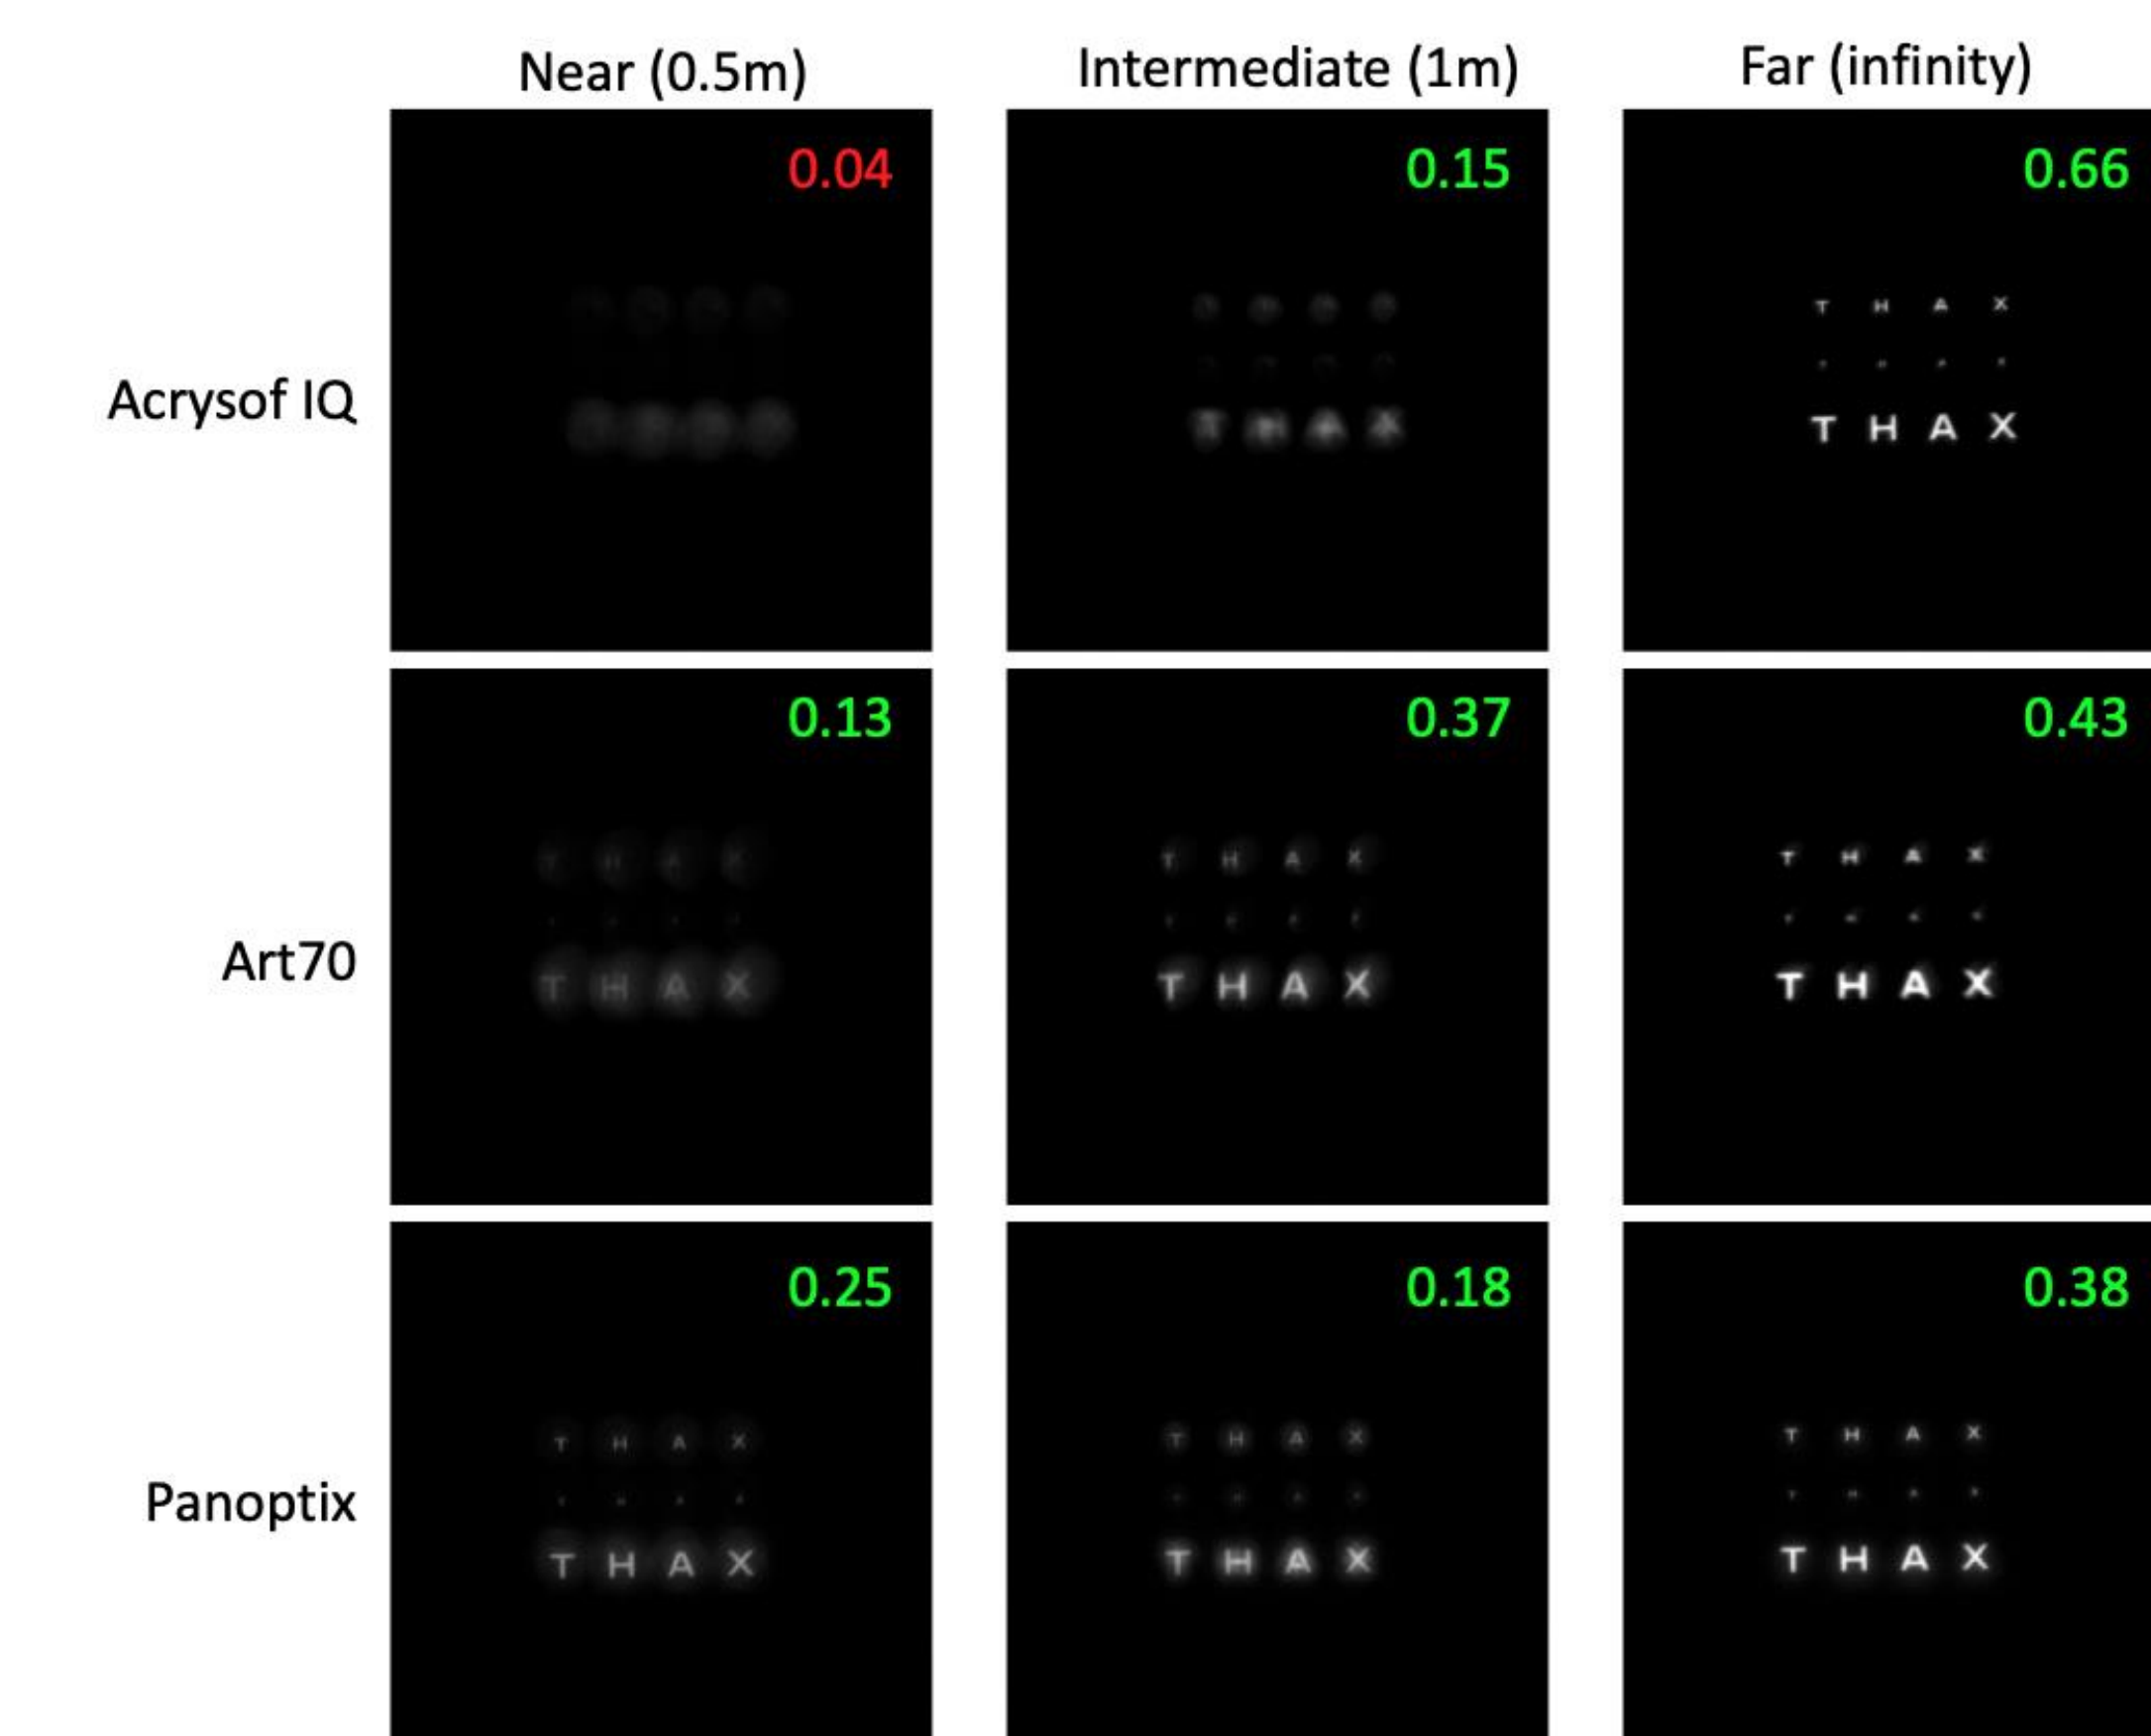 Near (0.5m) Intermediate (1m) Far (infinity)
0.04 0.15 0.66
T H A X
Acrysof IQ
T H A X T H A X
0.13 0.37 0.43
T H A X T H A X T H A X
Art70
T H A X T H A X T H A X
0.25 0.18 0.38
T H A X T H A X T H A X
Panoptix
T H A X T H A X T H A X